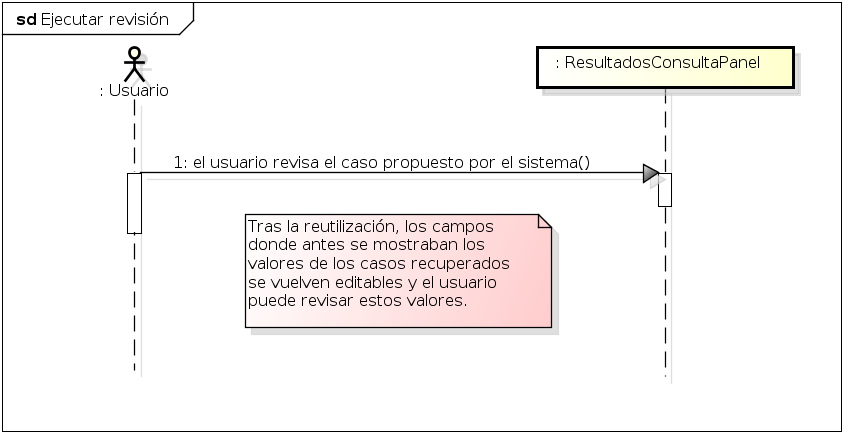 sd Ejecutar revisión
: ResultadosConsultaPanel
: Usuario
1: el usuario revisa el caso propuesto por el sistema()
Tras la reutilización, los campos
donde antes se mostraban los
valores de los casos recuperados
se vuelven editables y el usuario
puede revisar estos valores.